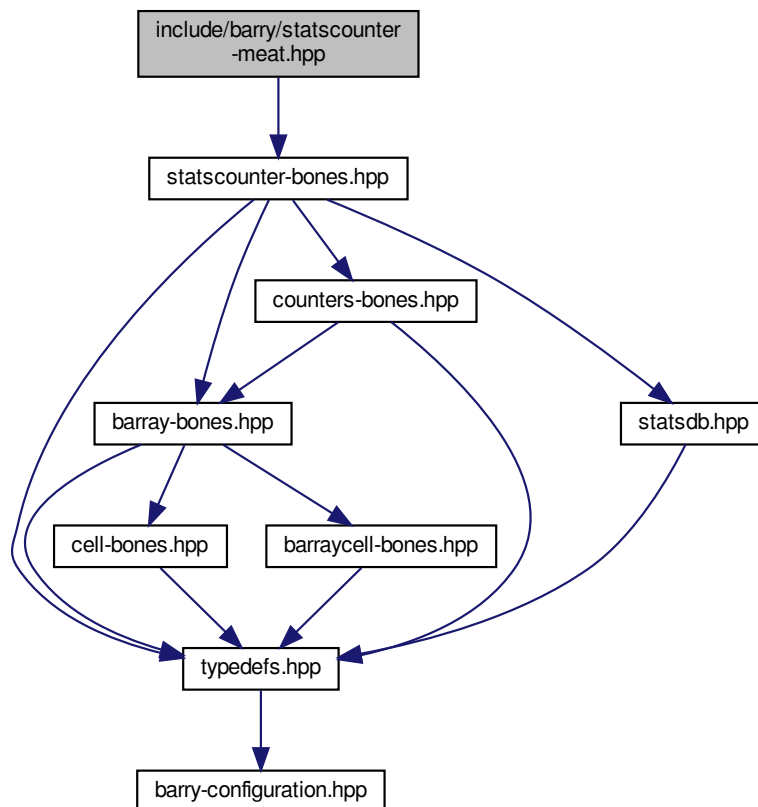 include/barry/statscounter
-meat.hpp
statscounter-bones.hpp
counters-bones.hpp
barray-bones.hpp
statsdb.hpp
cell-bones.hpp
barraycell-bones.hpp
typedefs.hpp
barry-configuration.hpp